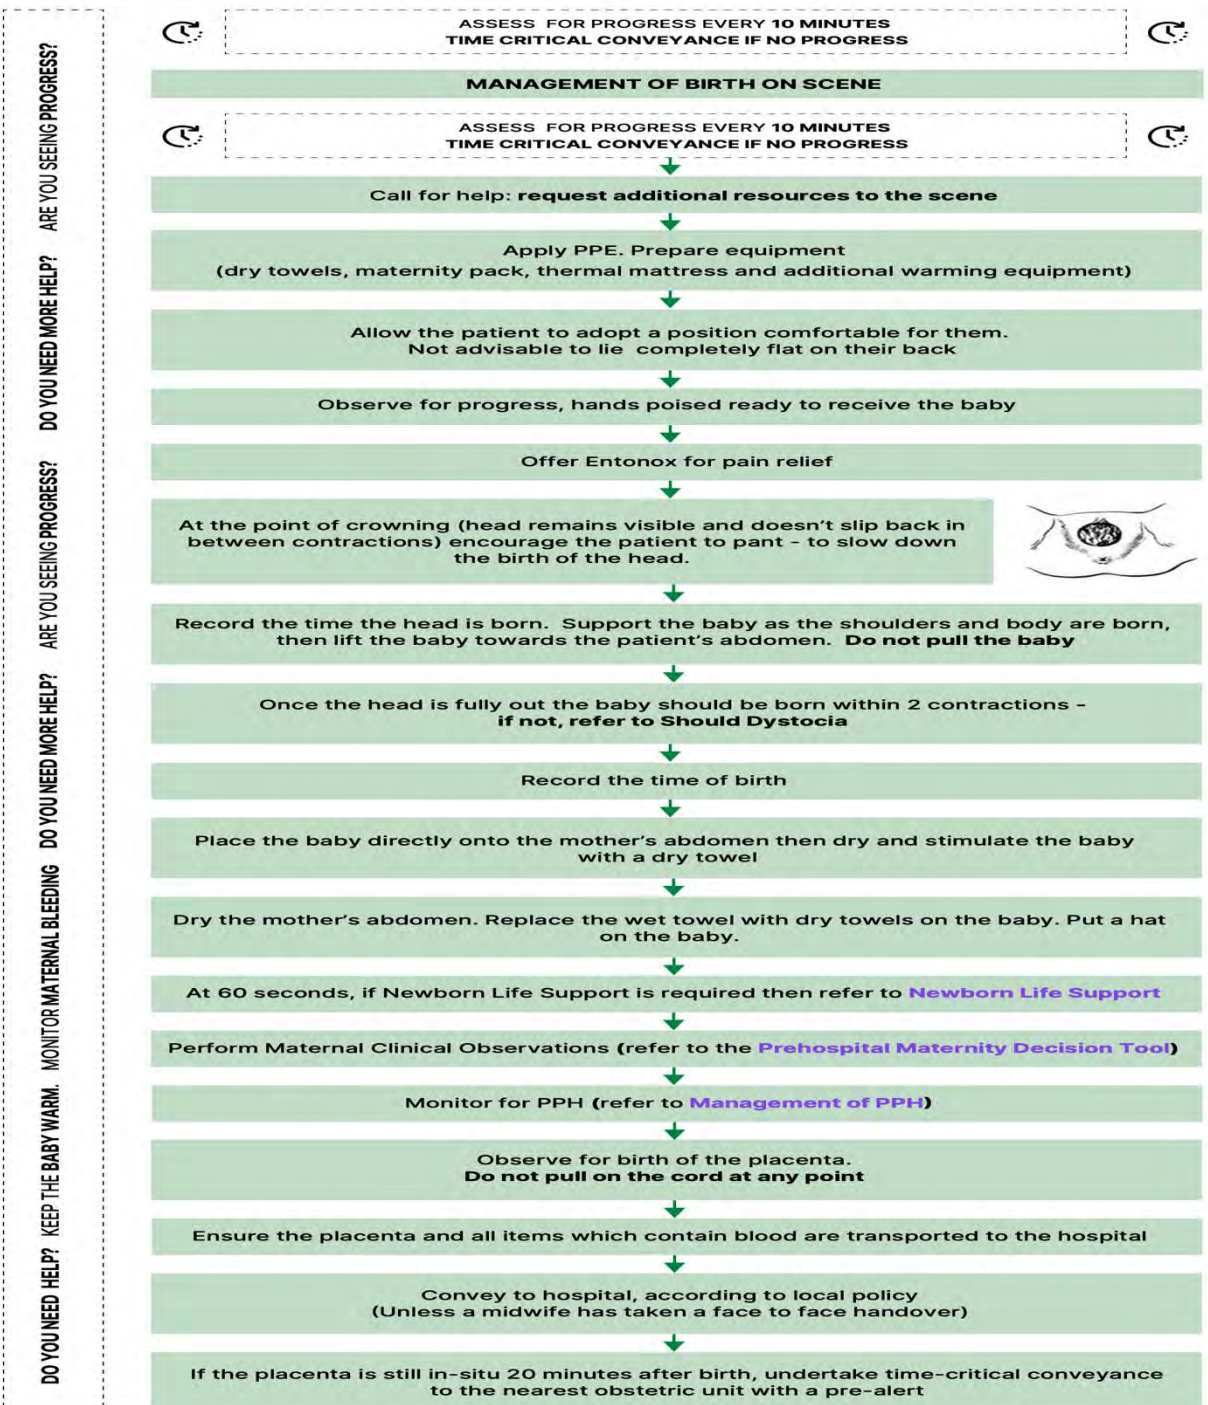 ASSESS FOR PROGRESS EVERY 10 MINUTES
TIME CRITICAL CONVEYANCE IF NO PROGRESS
MANAGEMENT OF BIRTH ON SCENE
ASSESS FOR PROGRESS EVERY 10 MINUTES
TIME CRITICAL CONVEYANCE IF NO PROGRESS
Call for help: request additional resources to the scene
Apply PPE. Prepare equipment
(dry towels, maternity pack, thermal mattress and additional warming equipment)
Allow the patient to adopt a position comfortable for them.
Not advisable to lie completely flat on their back
Observe for progress, hands poised ready to receive the baby
Offer Entonox for pain relief
At the point of crowning (head remains visible and doesn't slip back in
between contractions) encourage the patient to pant - to slow down
the birth of the head.
Record the time the head is born. Support the baby as the shoulders and body are born,
then lift the baby towards the patient's abdomen. Do not pull the baby
Once the head is fully out the baby should be born within 2 contractions -
if not, refer to Should Dystocia
Record the time of birth
Place the baby directly onto the mother's abdomen then dry and stimulate the baby
with a dry towel
Dry the mother's abdomen. Replace the wet towel with dry towels on the baby. Put a hat
on the baby.
At 60 seconds, if Newborn Life Support is required then refer to Newborn Life Support
Perform Maternal Clinical Observations (refer to the Prehospital Maternity Decision Tool)
Monitor for PPH (refer to Management of PPH)
Observe for birth of the placenta.
Do not pull on the cord at any point
Ensure the placenta and all items which contain blood are transported to the hospital
Convey to hospital, according to local policy
(Unless a midwife has taken a face to face handover)
If the placenta is still in-situ 20 minutes after birth, undertake time-critical conveyance
to the nearest obstetric unit with a pre-alert
DO YOU NEED HELP? KEEP THE BABY WARM. MONITOR MATERNAL BLEEDING DO YOU NEED MORE HELP? ARE YOU SEEING PROGRESS? DO YOU NEED MORE HELP? ARE YOU SEEING PROGRESS?